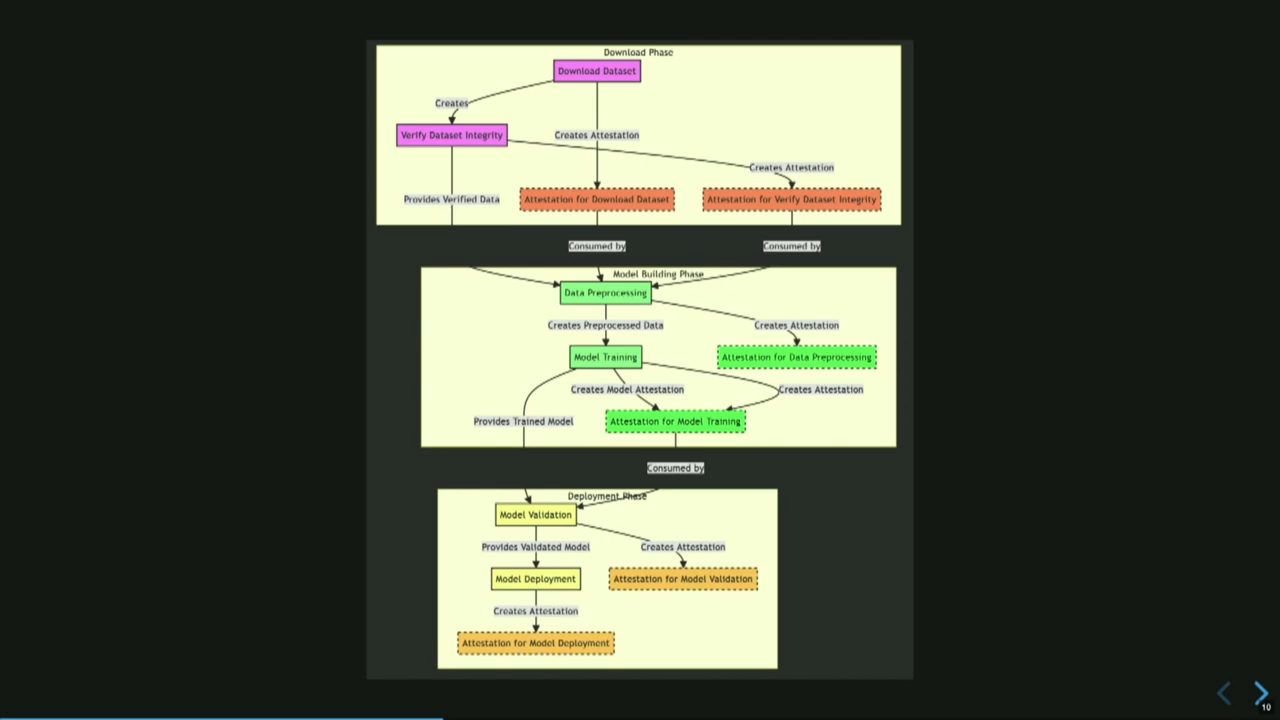 Download Phase
Download Dataset
Creates
Verify Dataset Integrity
Creates Attestation
Creates Attestation
Provides Verified Data
Attestation for Download Dataset
Attestation for Verify Dataset Integrity
Consumed by
Consumed by
Model Building Phase
Data Preprocessing
Creates Preprocessed Data
Creates Attestation
Model Training
Attestation for Data Preprocessing
Creates Model Attestation
Creates Attestation
Provides Trained Model
Attestation for Model Training
Consumed by
Deployment Phase
Model Validation
Provides Validated Model
Creates Attestation
Model Deployment
Attestation for Model Validation
Creates Attestation
Attestation for Model Deployment
10